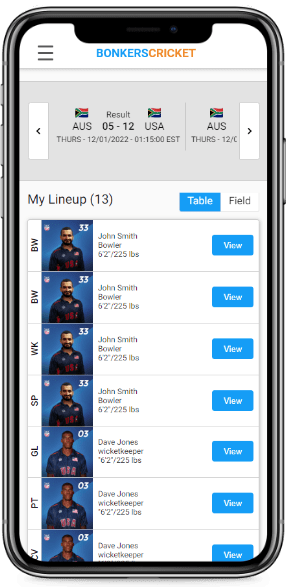 BONKERSCRICKET
Result
AUS 05 - 12 USA
THURS - 12/01/2022 - 01:15:00 EST
AUS
THURS - 12/0
My Lineup (13)
Table Field
BW
33
John Smith
Bowler
6'2"/225 lbs
View
BW
33
John Smith
Bowler
6'2"/225 lbs
View
WK
33
John Smith
Bowler
6'2"/225 lbs
View
SP
33
John Smith
Bowler
6'2"/225 lbs
View
GL
03
USA
Dave Jones
wicketkeeper
"6'2"/225 lbs
View
PT
03
USA
Dave Jones
wicketkeeper
"6'2"/225 lbs
View
CV
03
Dave Jones
wicketkeeper
"6'2"/225 lbs
View